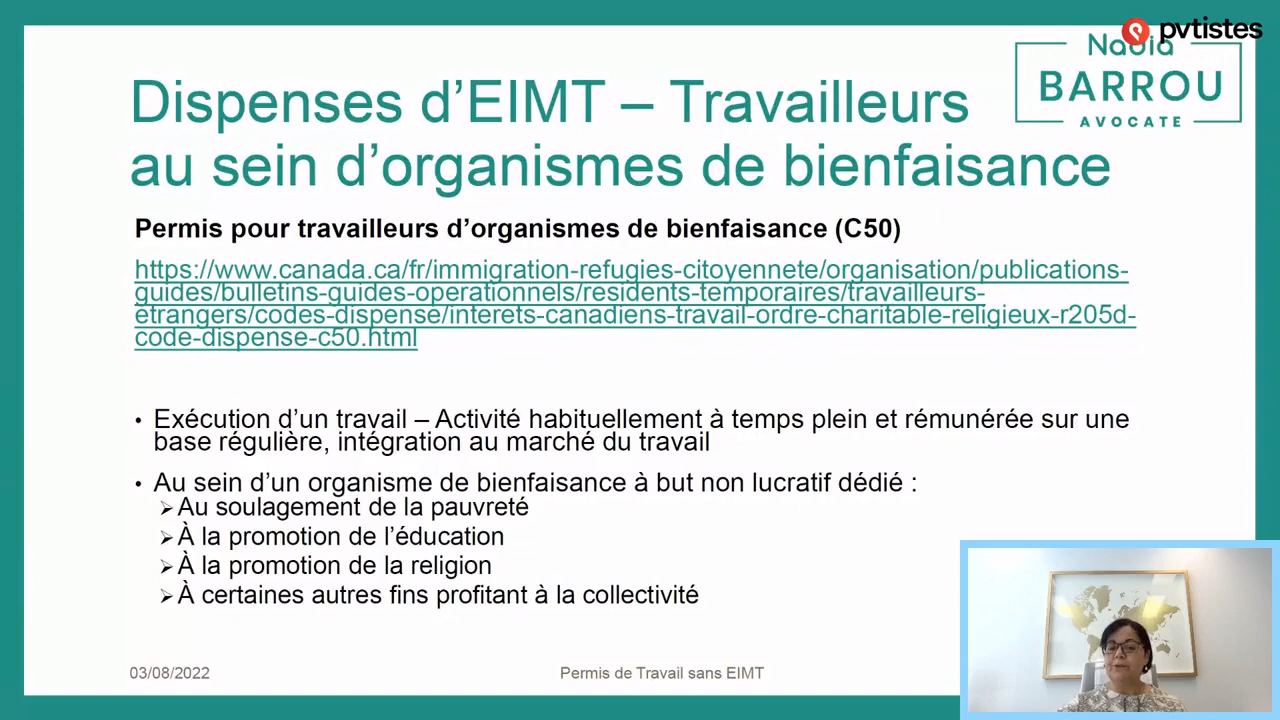 pvtistes
Nadia
BARROU
AVOCATE
Dispenses d’EIMT – Travailleurs
au sein d’organismes de bienfaisance
Permis pour travailleurs d’organismes de bienfaisance (C50)
https://www.canada.ca/fr/immigration-refugies-citoyennete/organisation/publications-
guides/bulletins-guides-operationnels/residents-temporaires/travailleurs-
etrangers/codes-dispense/interets-canadiens-travail-ordre-charitable-religieux-r205d-
code-dispense-c50.html
• Exécution d’un travail – Activité habituellement à temps plein et rémunérée sur une
base régulière, intégration au marché du travail
• Au sein d’un organisme de bienfaisance à but non lucratif dédié :
➢Au soulagement de la pauvreté
➢À la promotion de l’éducation
➢À la promotion de la religion
➢À certaines autres fins profitant à la collectivité
03/08/2022
Permis de Travail sans EIMT